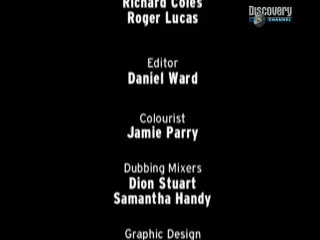 Richard Coles
Roger Lucas
Discovery
CHANNEL
Editor
Daniel Ward
Colourist
Jamie Parry
Dubbing Mixers
Dion Stuart
Samantha Handy
Graphic Design